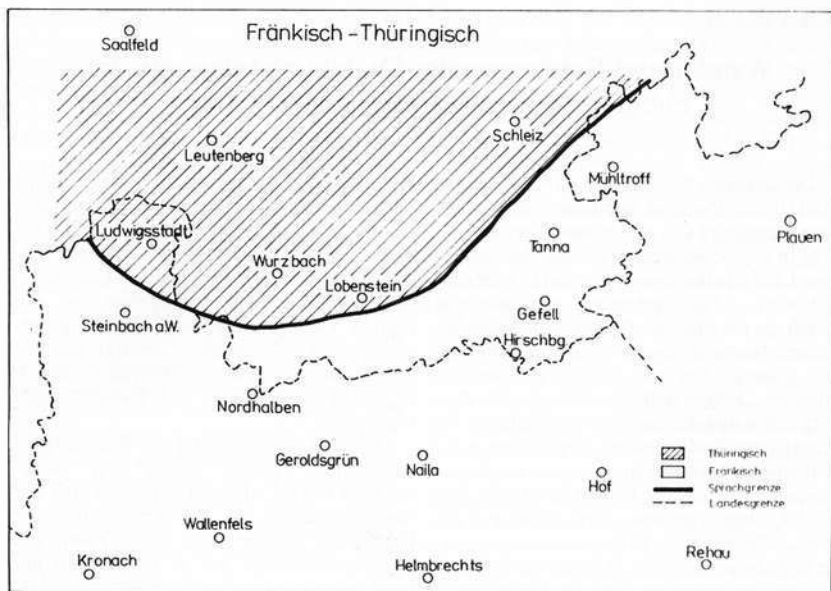 Fränkisch-Thüringisch
Saalfeld
Schleiz
Leutenberg
Mühltroff
Plauen
Ludwigsstadt
Tanna
Wurzbach
Lobenstein
Steinbach a.W.
Gefell
Hirschbg
Nordhalben
Geroldsgrün
Naila
Hof
Thüringisch
Fränkisch
Sprachgrenze
Landesgrenze
Wallenfels
Kronach
Helmbrechts
Rehau